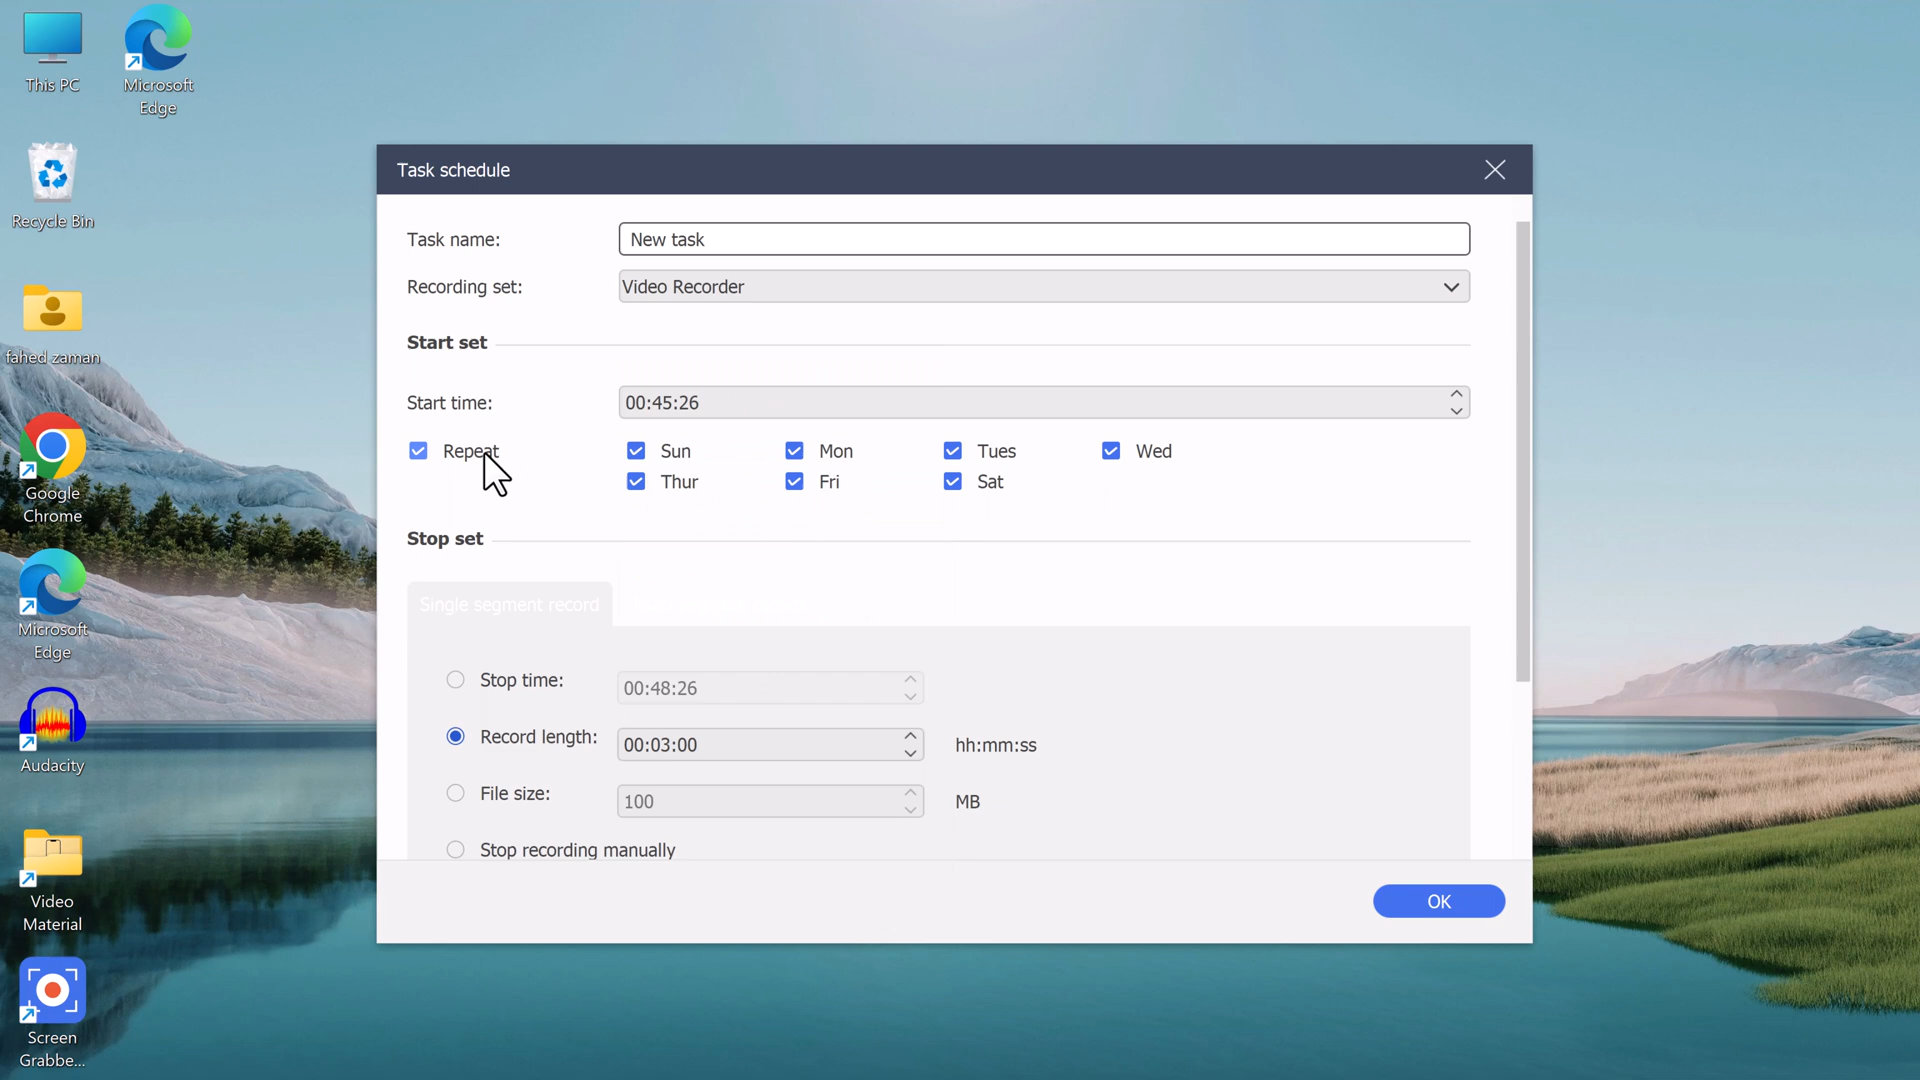 This PC
Microsoft
Edge
Recycle Bin
fahed zaman
Google
Chrome
Microsoft
Edge
Audacity
Video
Material
Screen
Grabbe...
Task schedule
Task name:
New task
Recording set:
Video Recorder
Start set
Start time:
00:45:26
Repeat
Sun
Mon
Tues
Wed
Thur
Fri
Sat
Stop set
Single segment record
Stop time:
00:48:26
Record length:
00:03:00
hh:mm:ss
File size:
100
MB
Stop recording manually
OK